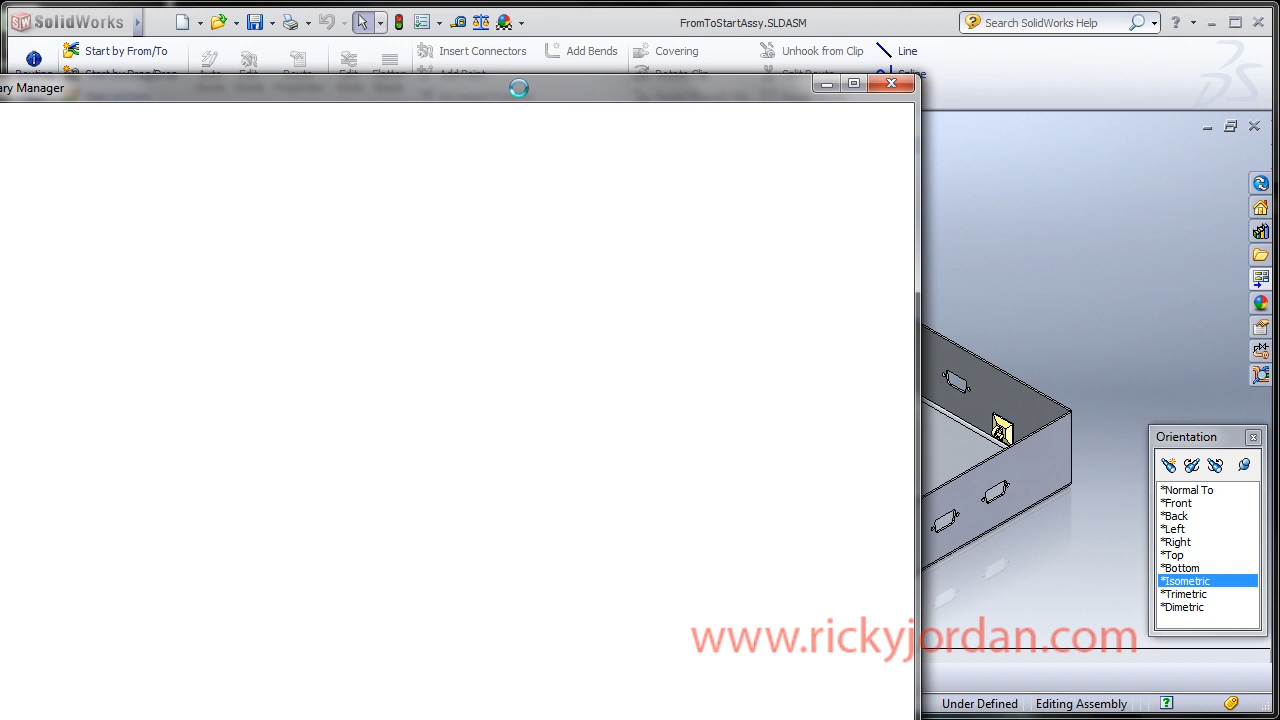 SolidWorks
FromToStartAssy.SLDASM
Search SolidWorks Help
Start by From/To
Insert Connectors
Add Bends
Covering
Unhook from Clip
Line
ary Manager
Orientation
*Normal To
*Front
*Back
*Left
*Right
*Top
*Bottom
*Isometric
*Trimetric
*Dimetric
www.rickyjordan.com
Under Defined
Editing Assembly